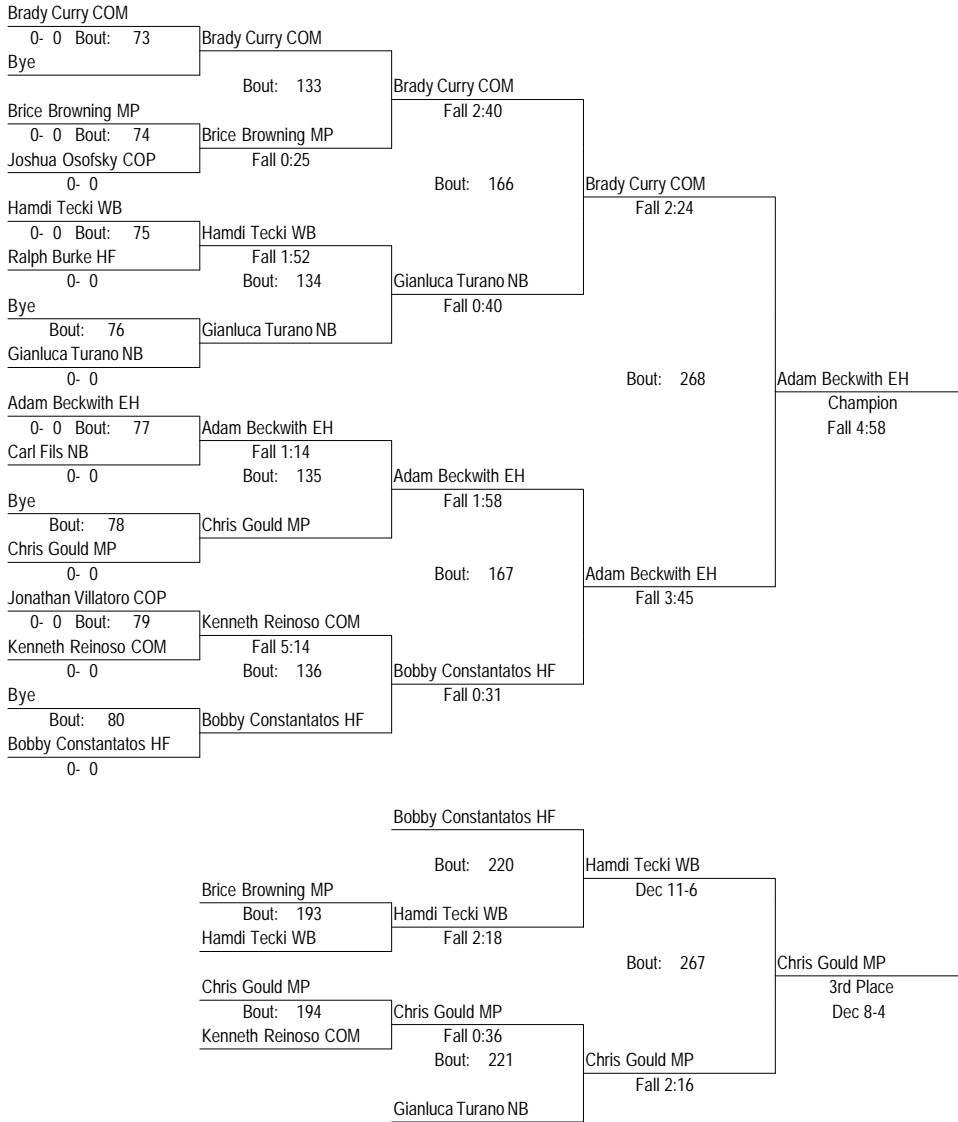 Brady Curry COM
0- 0 Bout: 73
Brady Curry COM
Bye
Bout: 133
Brady Curry COM
Fall 2:40
Brice Browning MP
0- 0 Bout: 74
Brice Browning MP
Joshua Osofsky COP
Fall 0:25
0- 0
Bout: 166
Brady Curry COM
Fall 2:24
Hamdi Tecki WB
0- 0 Bout: 75
Hamdi Tecki WB
Ralph Burke HF
Fall 1:52
0- 0
Bout: 134
Gianluca Turano NB
Fall 0:40
Bye
Bout: 76
Gianluca Turano NB
Gianluca Turano NB
0- 0
Bout: 268
Adam Beckwith EH
Champion
Fall 4:58
Adam Beckwith EH
0- 0 Bout: 77
Adam Beckwith EH
Carl Fils NB
Fall 1:14
0- 0
Bout: 135
Adam Beckwith EH
Fall 1:58
Bye
Bout: 78
Chris Gould MP
Chris Gould MP
0- 0
Bout: 167
Adam Beckwith EH
Fall 3:45
Jonathan Villatoro COP
0- 0 Bout: 79
Kenneth Reinoso COM
Kenneth Reinoso COM
Fall 5:14
0- 0
Bout: 136
Bobby Constantatos HF
Fall 0:31
Bye
Bout: 80
Bobby Constantatos HF
Bobby Constantatos HF
0- 0
Bobby Constantatos HF
Bout: 220
Hamdi Tecki WB
Dec 11-6
Brice Browning MP
Bout: 193
Hamdi Tecki WB
Hamdi Tecki WB
Fall 2:18
Bout: 267
Chris Gould MP
3rd Place
Dec 8-4
Chris Gould MP
Bout: 194
Chris Gould MP
Kenneth Reinoso COM
Fall 0:36
Bout: 221
Chris Gould MP
Fall 2:16
Gianluca Turano NB